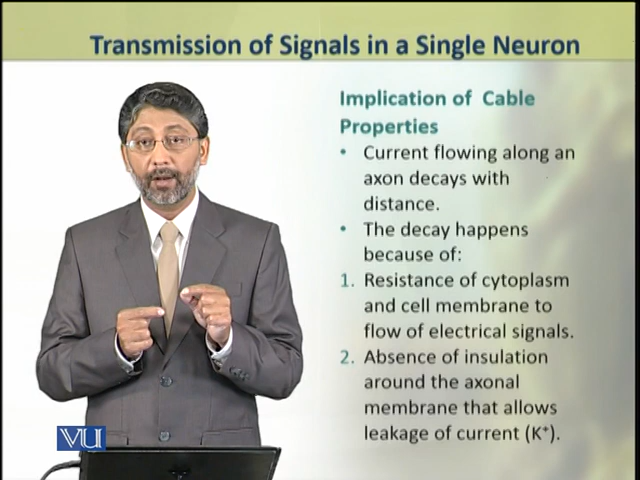 Transmission of Signals in a Single Neuron
Implication of Cable
Properties
• Current flowing along an
axon decays with
distance.
• The decay happens
because of:
1. Resistance of cytoplasm
and cell membrane to
flow of electrical signals.
2. Absence of insulation
around the axonal
membrane that allows
leakage of current (K⁺).
VU